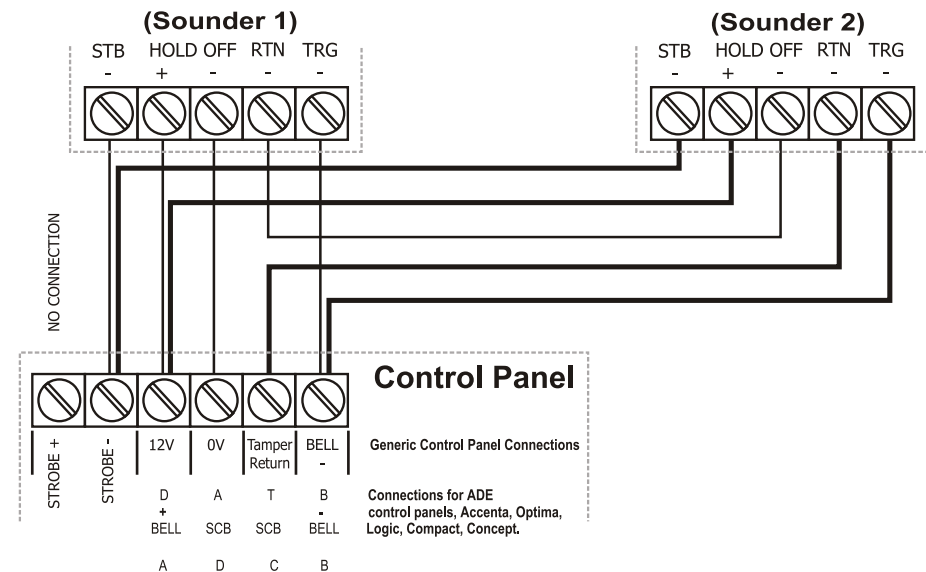 (Sounder 1)
STB HOLD OFF RTN TRG
- + - - -
(Sounder 2)
STB HOLD OFF RTN TRG
- + - - -
NO CONNECTION
Control Panel
STROBE +
STROBE -
12V 0V Tamper Return BELL -
Generic Control Panel Connections
D A T B
+ -
BELL SCB SCB BELL
Connections for ADE
control panels, Accenta, Optima,
Logic, Compact, Concept.
A D C B